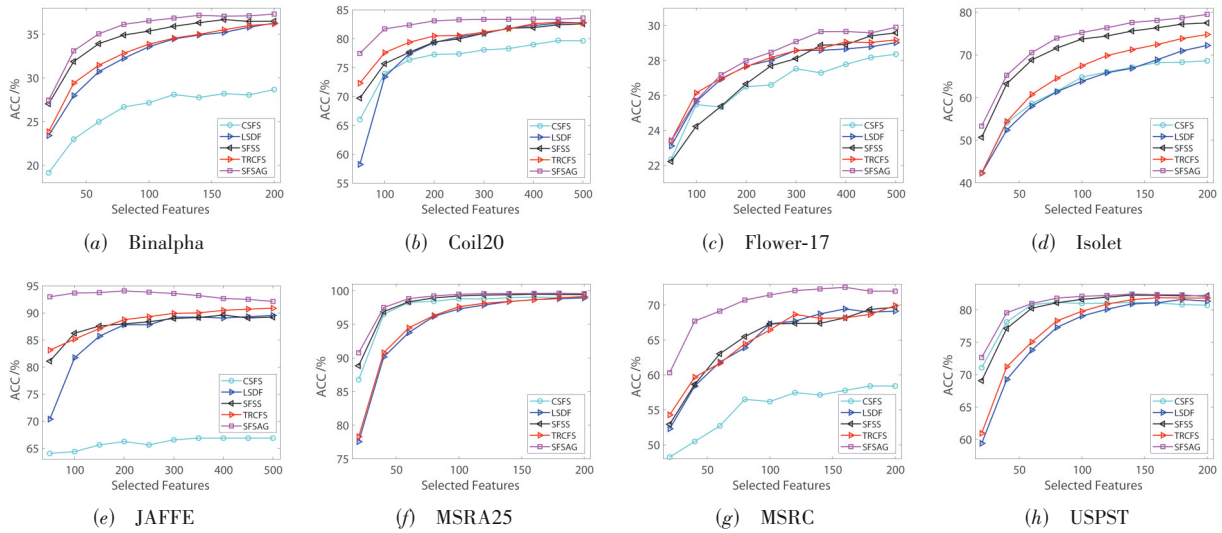 40
35
30
25
20
ACC /%
50
100
150
200
Selected Features
CSFS
LSDF
SFSS
TRCFS
SFSAG
(a) Binalpha
85
80
75
70
65
60
55
ACC /%
100
200
300
400
500
Selected Features
CSFS
LSDF
SFSS
TRCFS
SFSAG
(b) Coil20
30
28
26
24
22
ACC /%
100
200
300
400
500
Selected Features
CSFS
LSDF
SFSS
TRCFS
SFSAG
(c) Flower-17
80
70
60
50
40
ACC /%
50
100
150
200
Selected Features
CSFS
LSDF
SFSS
TRCFS
SFSAG
(d) Isolet
95
90
85
80
75
70
65
ACC /%
100
200
300
400
500
Selected Features
CSFS
LSDF
SFSS
TRCFS
SFSAG
(e) JAFFE
100
95
90
85
80
75
ACC /%
50
100
150
200
Selected Features
CSFS
LSDF
SFSS
TRCFS
SFSAG
(f) MSRA25
70
65
60
55
50
ACC /%
50
100
150
200
Selected Features
CSFS
LSDF
SFSS
TRCFS
SFSAG
(g) MSRC
80
75
70
65
60
ACC /%
50
100
150
200
Selected Features
CSFS
LSDF
SFSS
TRCFS
SFSAG
(h) USPST